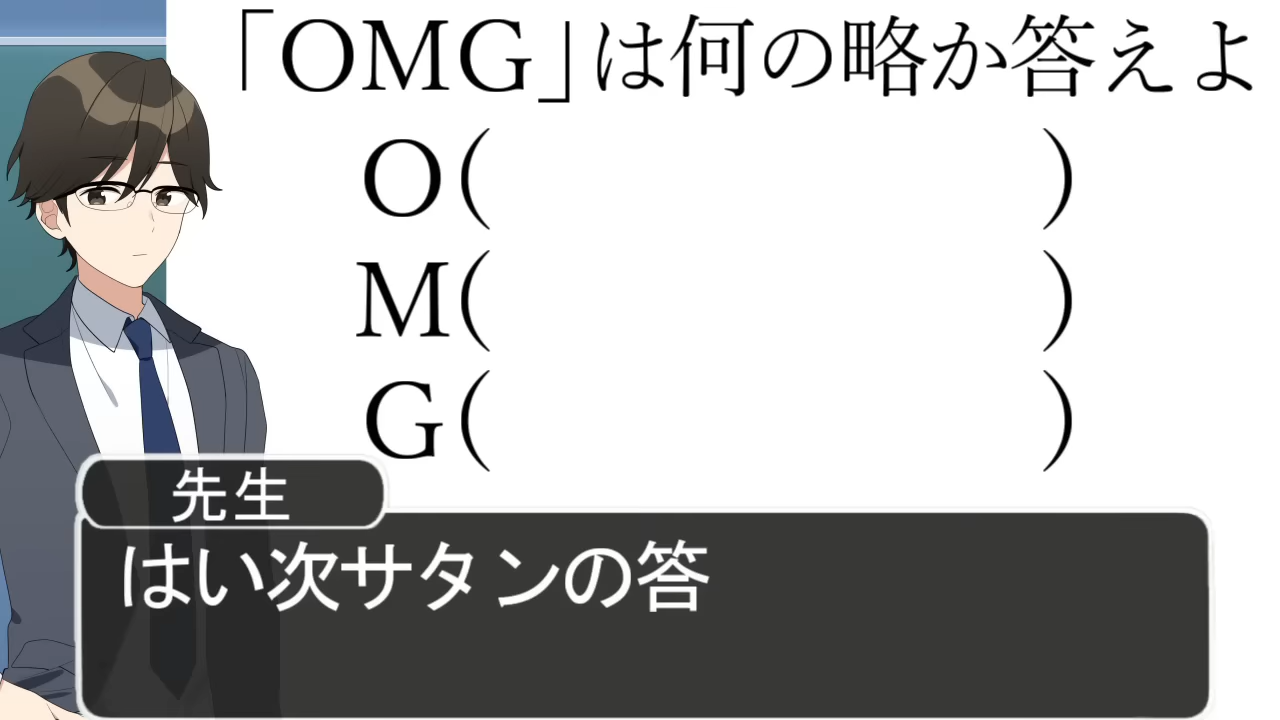 「OMG」は何の略か答えよ
O(　　　　　　)
M(　　　　　　)
G(　　　　　　)
先生
はい次サタンの答